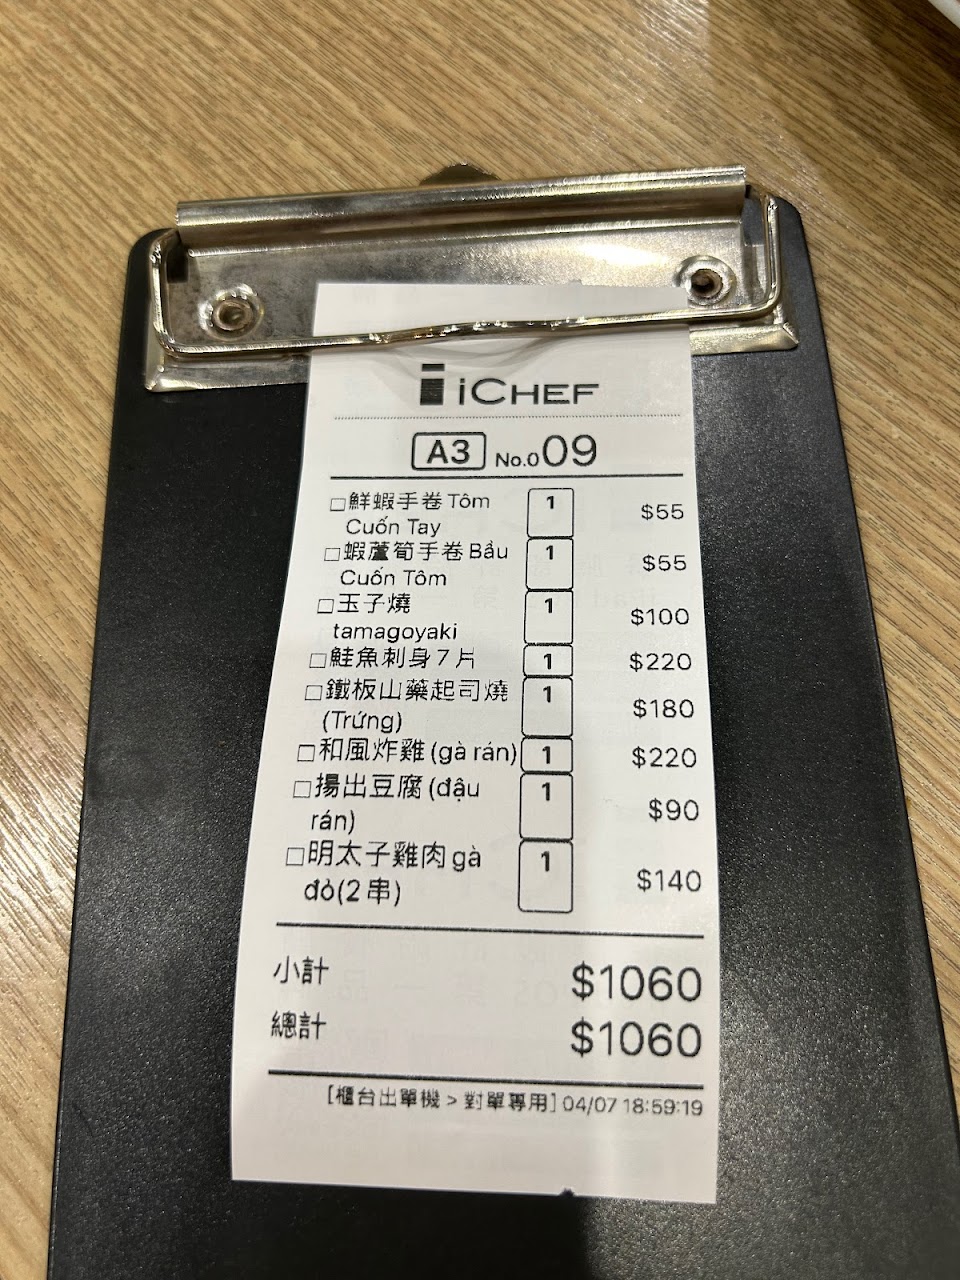 iCHEF
A3 No.009
□鮮蝦手卷 Tôm 1 $55
Cuốn Tay
□蝦蘆筍手卷 Bầu 1 $55
Cuốn Tôm
□玉子燒 1 $100
tamagoyaki
□鮭魚刺身 7 片 1 $220
□鐵板山藥起司燒 1 $180
(Trứng)
□和風炸雞 (gà rán) 1 $220
□揚出豆腐 (đậu 1 $90
rán)
□明太子雞肉 gà 1 $140
đỏ(2 串)
小計 $1060
總計 $1060
[櫃台出單機 > 對單專用] 04/07 18:59:19